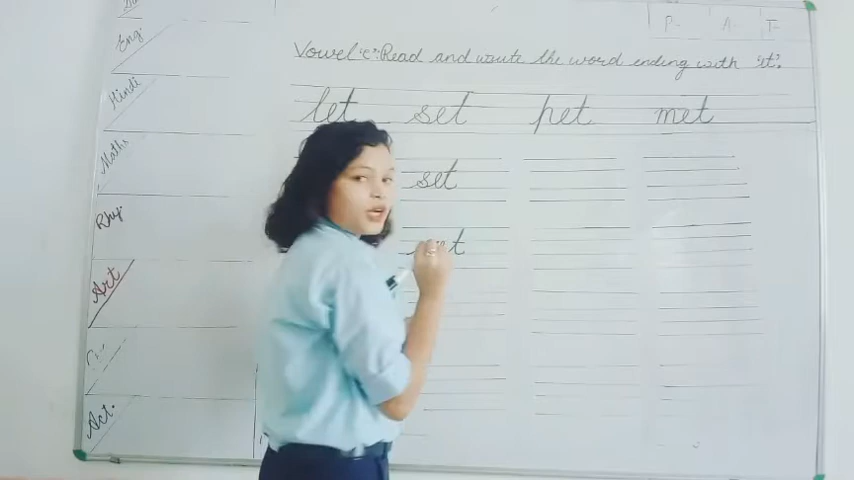 P. A. T.
Eng.
Vowel 'e': Read and write the word ending with 'et'.
Hindi
let set pet met
Maths
set
Rhy.
Art
Act.